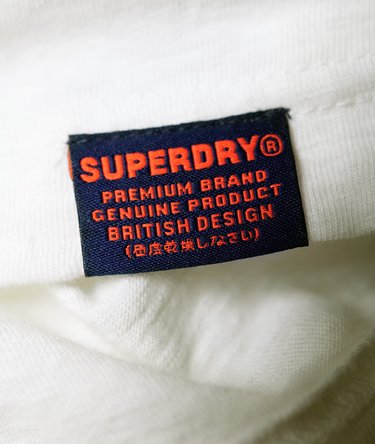 SUPERDRY®
PREMIUM BRAND
GENUINE PRODUCT
BRITISH DESIGN
(極度乾燥しなさい)